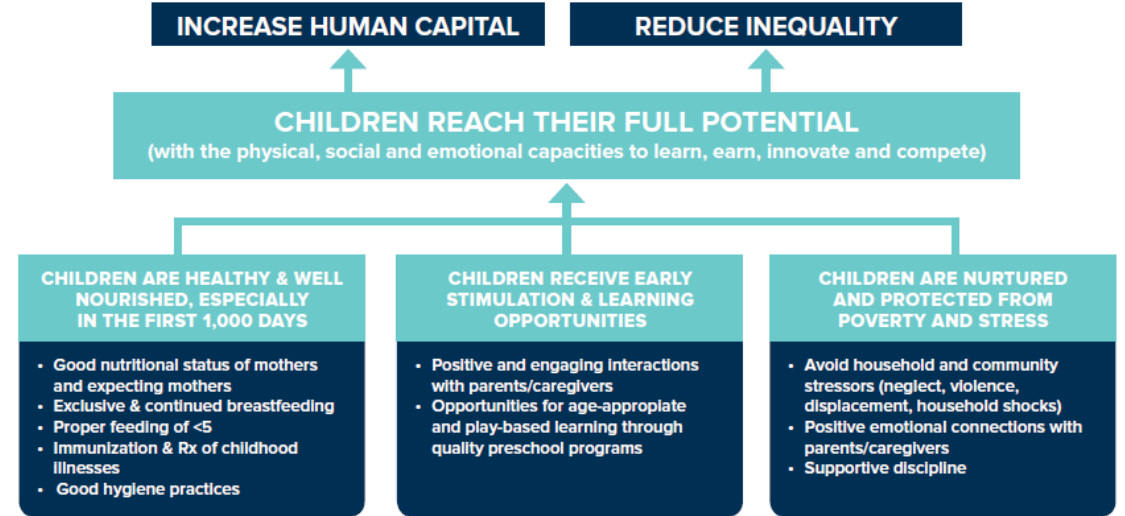 INCREASE HUMAN CAPITAL
REDUCE INEQUALITY
CHILDREN REACH THEIR FULL POTENTIAL
(with the physical, social and emotional capacities to learn, earn, innovate and compete)
CHILDREN ARE HEALTHY & WELL
NOURISHED, ESPECIALLY
IN THE FIRST 1,000 DAYS
• Good nutritional status of mothers
and expecting mothers
• Exclusive & continued breastfeeding
• Proper feeding of <5
• Immunization & Rx of childhood
illnesses
• Good hygiene practices
CHILDREN RECEIVE EARLY
STIMULATION & LEARNING
OPPORTUNITIES
• Positive and engaging interactions
with parents/caregivers
• Opportunities for age-appropiate
and play-based learning through
quality preschool programs
CHILDREN ARE NURTURED
AND PROTECTED FROM
POVERTY AND STRESS
• Avoid household and community
stressors (neglect, violence,
displacement, household shocks)
• Positive emotional connections with
parents/caregivers
• Supportive discipline